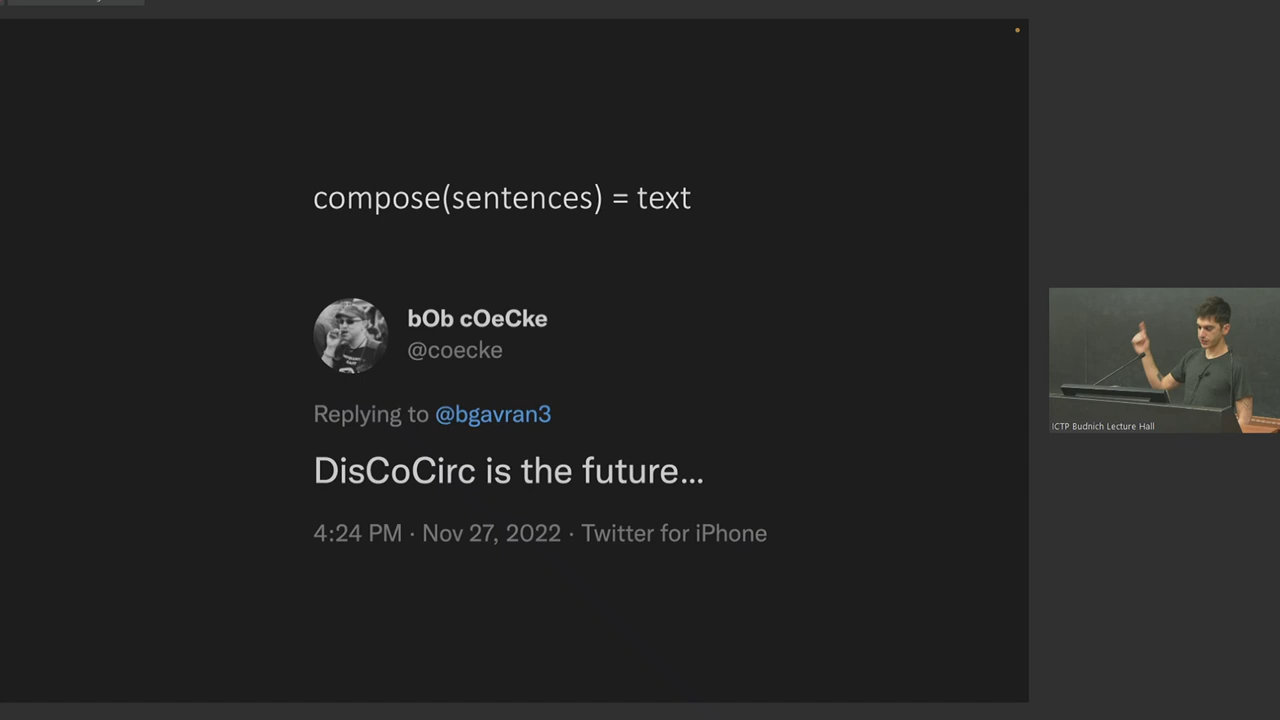 compose(sentences) = text
bOb cOeCke
@coecke
Replying to @bgavran3
DisCoCirc is the future...
4:24 PM · Nov 27, 2022 · Twitter for iPhone
ICTP Budnich Lecture Hall